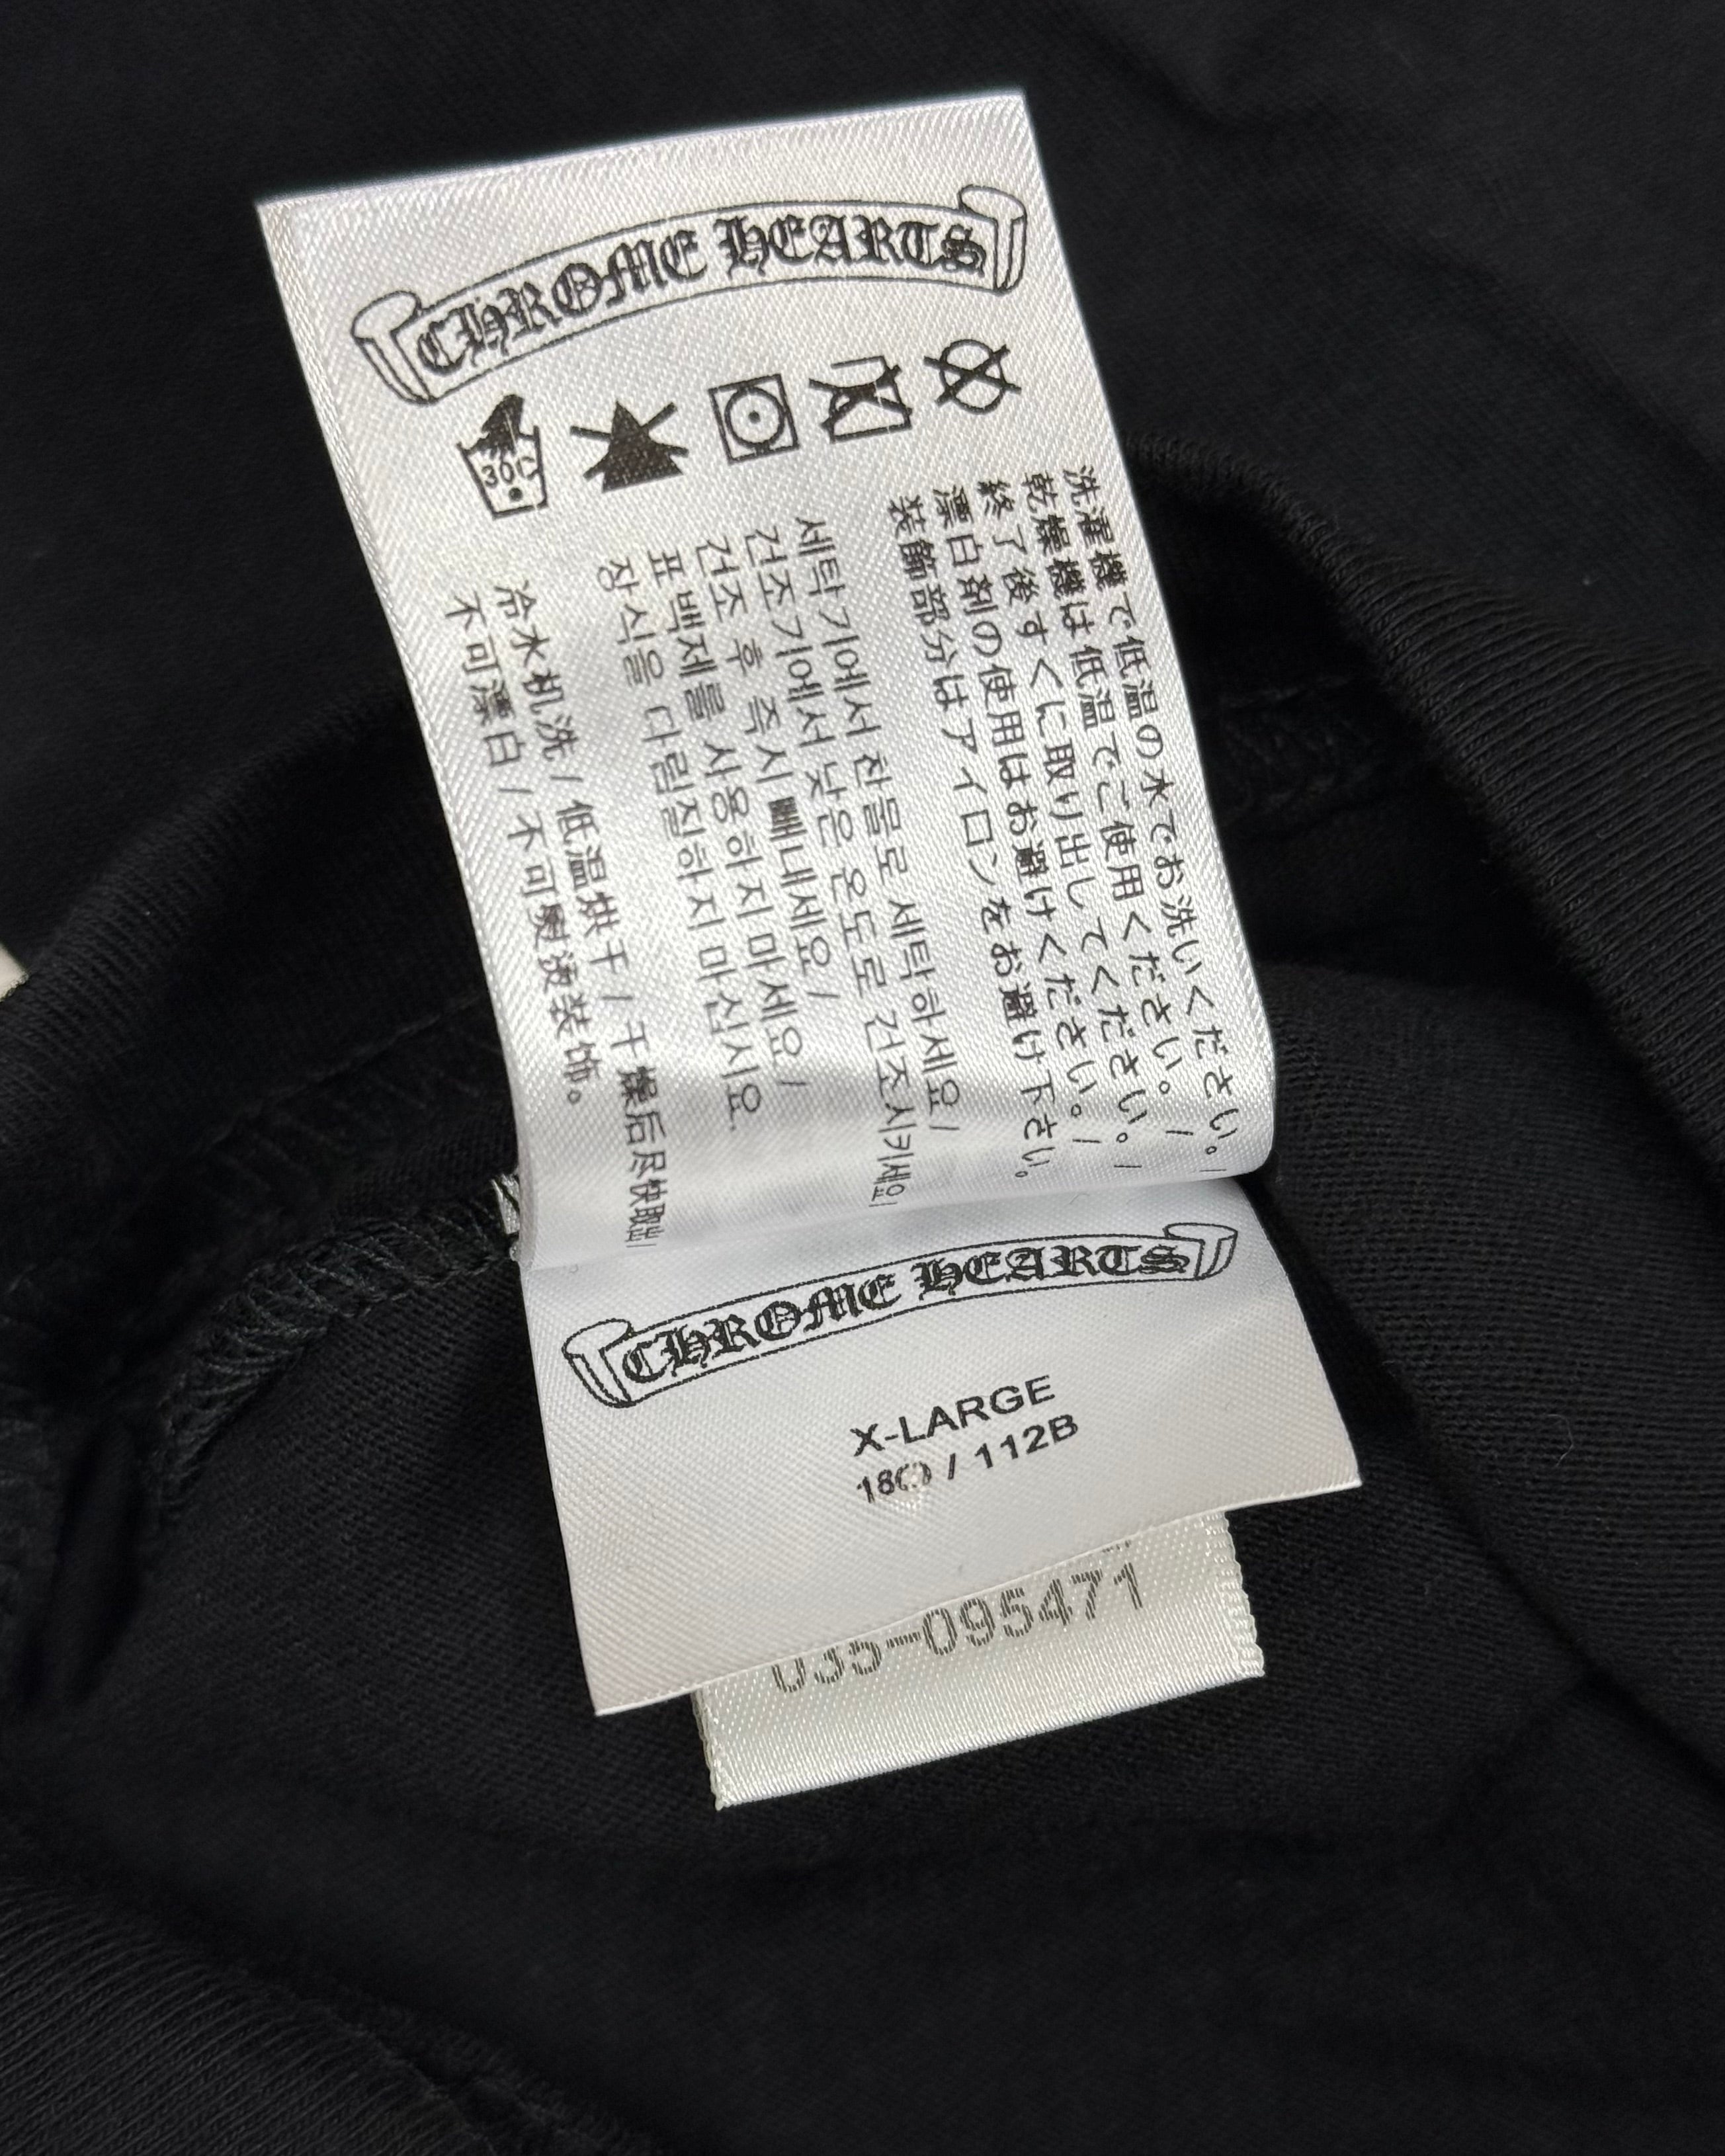 CHROME HEARTS
30C
洗濯機で低温の水でお洗いください。/
乾燥機は低温でご使用ください。/
終了後すぐに取り出してください。/
漂白剤の使用はお避けください。/
装飾部分はアイロンをお避け下さい。
세탁기에서 찬물로 세탁하세요/
건조기에서 낮은 온도로 건조시키세요/
건조 후 즉시 빼내세요/
표백제를 사용하지 마세요/
장식을 다림질하지 마십시요
冷水机洗/低温烘干/干燥后尽快取出/
不可漂白/不可熨烫装饰。
CHROME HEARTS
X-LARGE
180 / 112B
035-095471